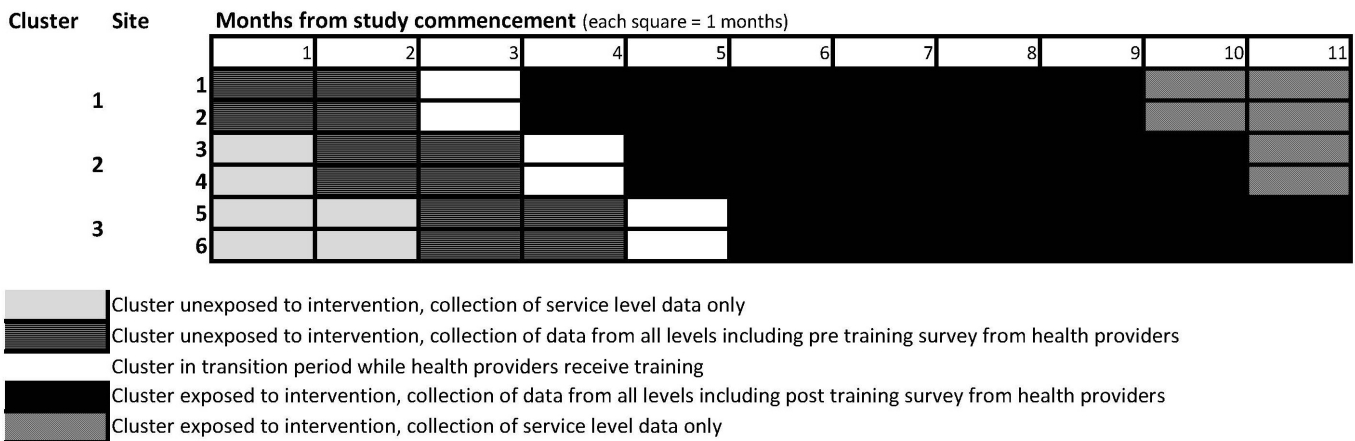 Cluster Site Months from study commencement (each square = 1 months)
1 2 3 4 5 6 7 8 9 10 11
1
1
2
2
3
4
3
5
6
Cluster unexposed to intervention, collection of service level data only
Cluster unexposed to intervention, collection of data from all levels including pre training survey from health providers
Cluster in transition period while health providers receive training
Cluster exposed to intervention, collection of data from all levels including post training survey from health providers
Cluster exposed to intervention, collection of service level data only